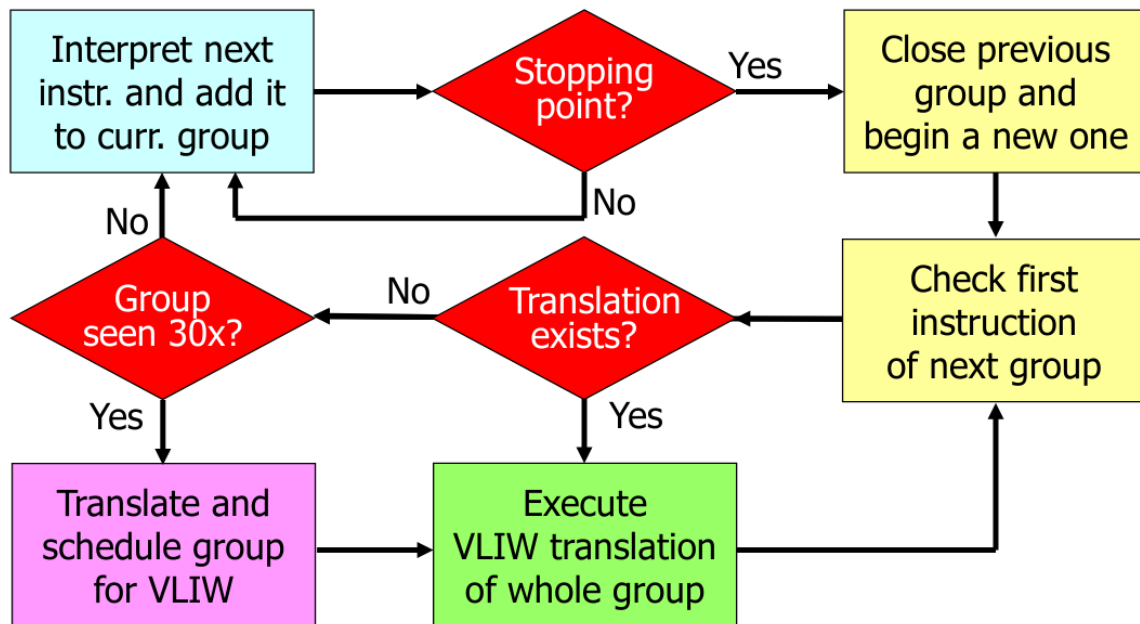 Interpret next
instr. and add it
to curr. group
Stopping
point?
Yes
Close previous
group and
begin a new one
No
No
Group
seen 30x?
No
Translation
exists?
Check first
instruction
of next group
Yes
Yes
Translate and
schedule group
for VLIW
Execute
VLIW translation
of whole group